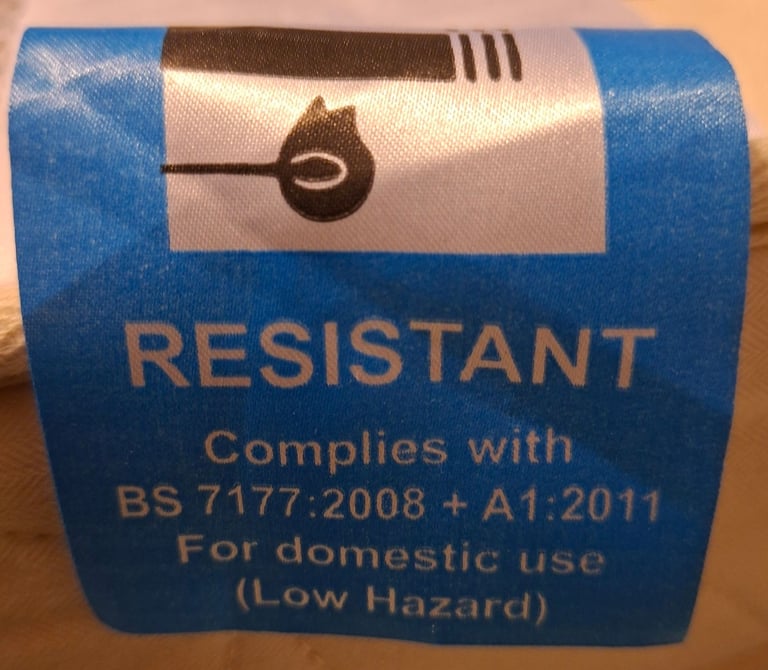 RESISTANT
Complies with
BS 7177:2008 + A1:2011
For domestic use
(Low Hazard)